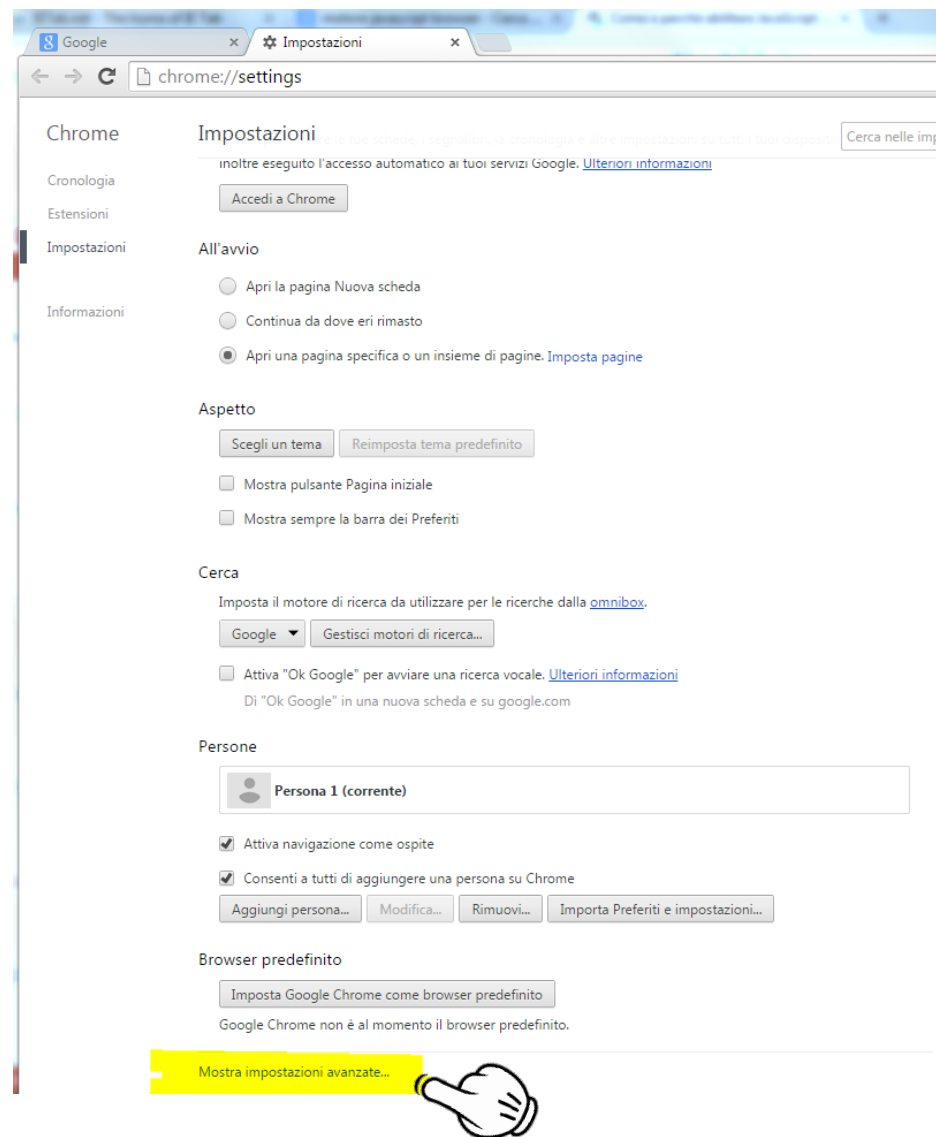 Google
Impostazioni
chrome://settings
Chrome
Impostazioni
Cerca nelle imp
Cronologia
Estensioni
Impostazioni
Informazioni
inoltre eseguito l'accesso automatico ai tuoi servizi Google. Ulteriori informazioni
Accedi a Chrome
All'avvio
Apri la pagina Nuova scheda
Continua da dove eri rimasto
Apri una pagina specifica o un insieme di pagine. Imposta pagine
Aspetto
Scegli un tema Reimposta tema predefinito
Mostra pulsante Pagina iniziale
Mostra sempre la barra dei Preferiti
Cerca
Imposta il motore di ricerca da utilizzare per le ricerche dalla omnibox.
Google Gestisci motori di ricerca...
Attiva "Ok Google" per avviare una ricerca vocale. Ulteriori informazioni
Di "Ok Google" in una nuova scheda e su google.com
Persone
Persona 1 (corrente)
Attiva navigazione come ospite
Consenti a tutti di aggiungere una persona su Chrome
Aggiungi persona... Modifica... Rimuovi... Importa Preferiti e impostazioni...
Browser predefinito
Imposta Google Chrome come browser predefinito
Google Chrome non è al momento il browser predefinito.
Mostra impostazioni avanzate...